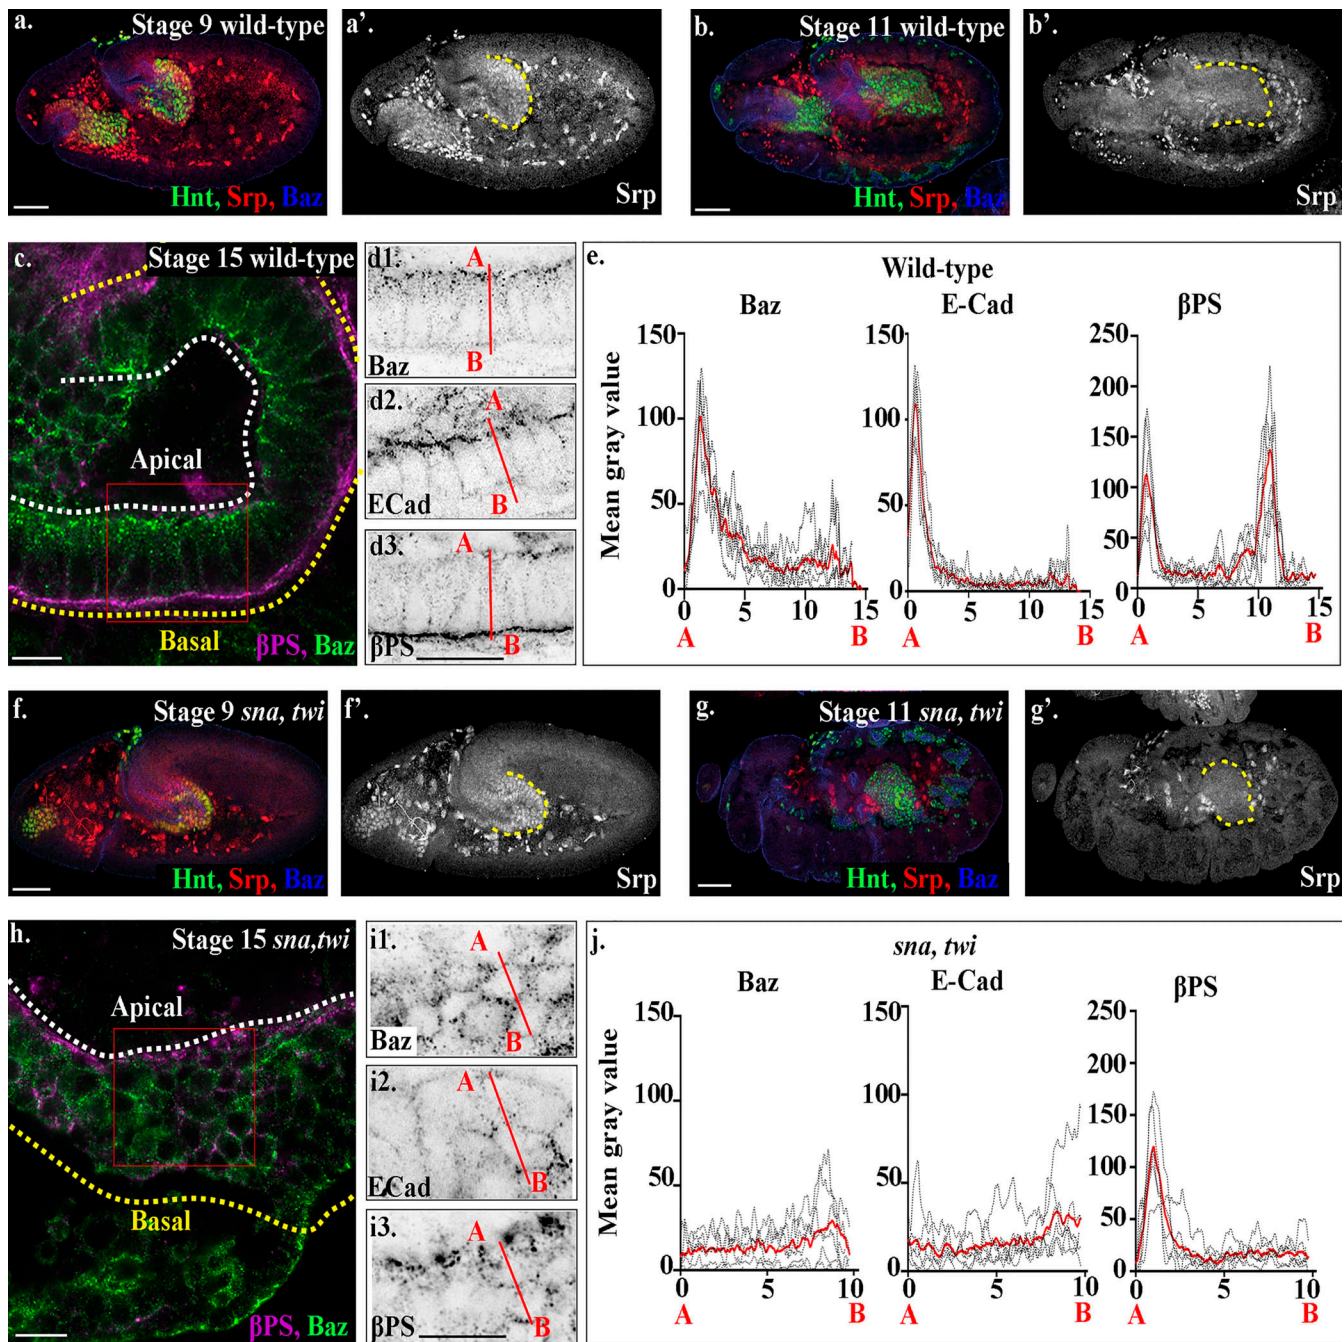 a. Stage 9 wild-type
Hnt, Srp, Baz
a'.
Srp
b. Stage 11 wild-type
Hnt, Srp, Baz
b'.
Srp
c. Stage 15 wild-type
Apical
Basal
βPS, Baz
d1.
A
B
Baz
d2.
A
B
ECad
d3.
A
B
βPS
e. Wild-type
Mean gray value
Baz
150
100
50
0
0 5 10 15
A B
E-Cad
150
100
50
0
0 5 10 15
A B
βPS
250
200
150
100
50
0
0 5 10 15
A B
f. Stage 9 sna, twi
Hnt, Srp, Baz
f'.
Srp
g. Stage 11 sna, twi
Hnt, Srp, Baz
g'.
Srp
h. Stage 15 sna,twi
Apical
Basal
βPS, Baz
i1.
A
B
Baz
i2.
A
B
ECad
i3.
A
B
βPS
j. sna, twi
Mean gray value
Baz
150
100
50
0
0 5 10
A B
E-Cad
150
100
50
0
0 5 10
A B
βPS
250
200
150
100
50
0
0 5 10
A B